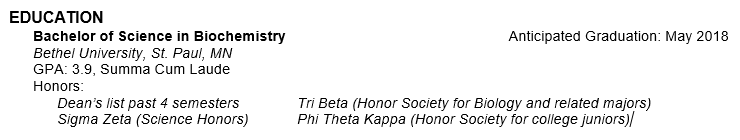 EDUCATION
Bachelor of Science in Biochemistry Anticipated Graduation: May 2018
Bethel University, St. Paul, MN
GPA: 3.9, Summa Cum Laude
Honors:
Dean's list past 4 semesters Tri Beta (Honor Society for Biology and related majors)
Sigma Zeta (Science Honors) Phi Theta Kappa (Honor Society for college juniors)